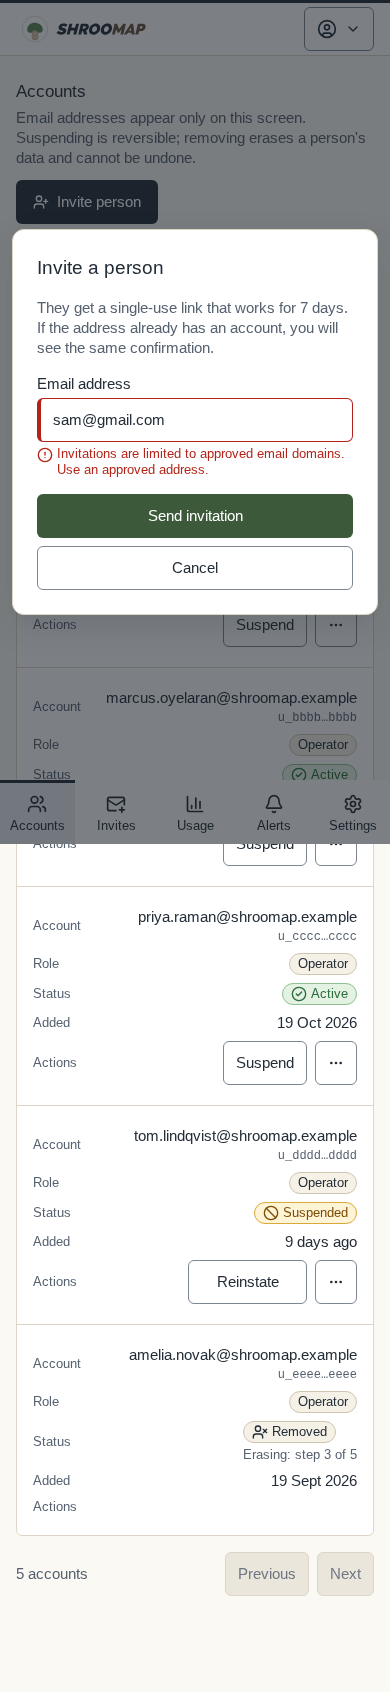 SHROOMAP
Accounts
Email addresses appear only on this screen.
Suspending is reversible; removing erases a person's
data and cannot be undone.
Invite person
Invite a person
They get a single-use link that works for 7 days.
If the address already has an account, you will
see the same confirmation.
Email address
sam@gmail.com
Invitations are limited to approved email domains.
Use an approved address.
Send invitation
Cancel
Actions Suspend ...
Account marcus.oyelaran@shroomap.example
u_bbbb…bbbb
Role Operator
Status Active
Accounts Invites Usage Alerts Settings
Actions Suspend ...
Account priya.raman@shroomap.example
u_cccc…cccc
Role Operator
Status Active
Added 19 Oct 2026
Actions Suspend ...
Account tom.lindqvist@shroomap.example
u_dddd…dddd
Role Operator
Status Suspended
Added 9 days ago
Actions Reinstate ...
Account amelia.novak@shroomap.example
u_eeee…eeee
Role Operator
Status Removed
Erasing: step 3 of 5
Added 19 Sept 2026
Actions
5 accounts Previous Next